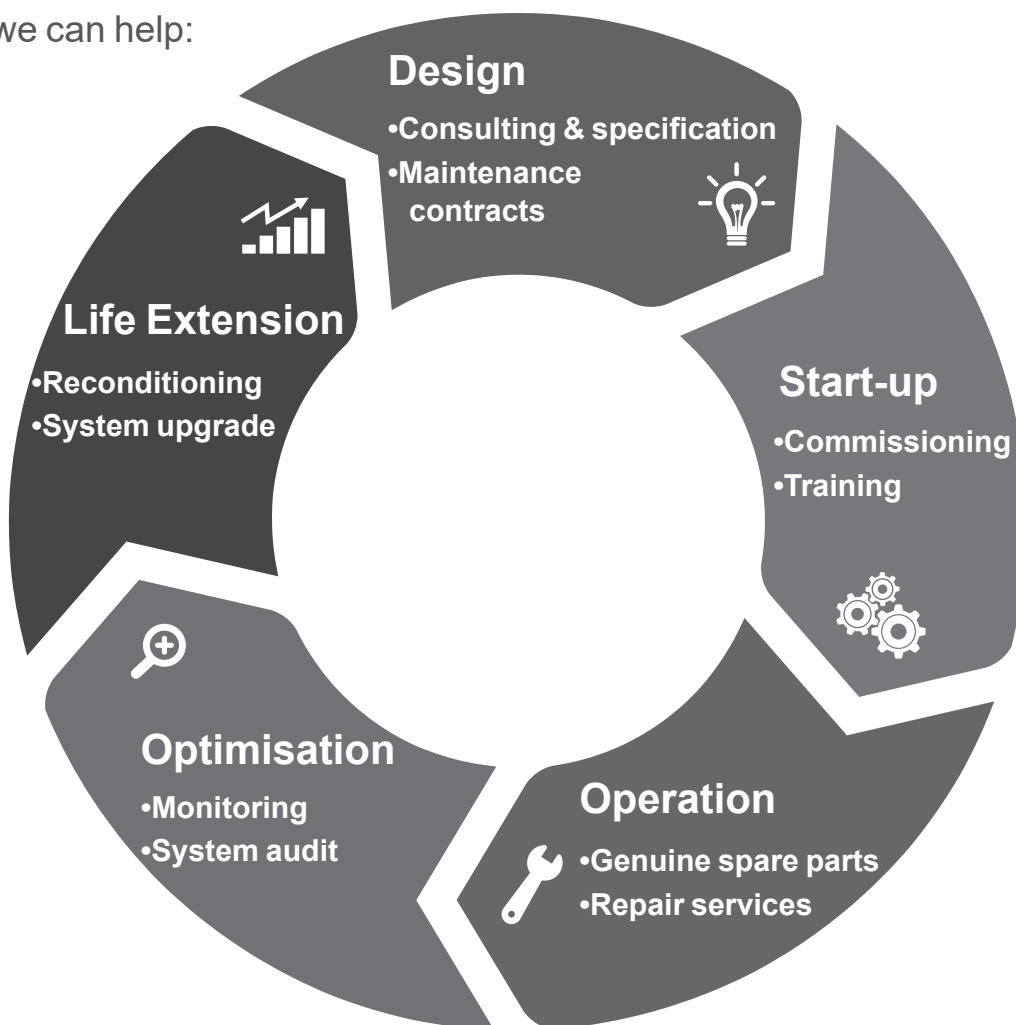 we can help:
Design
•Consulting & specification
•Maintenance
contracts
Start-up
•Commissioning
•Training
Operation
•Genuine spare parts
•Repair services
Optimisation
•Monitoring
•System audit
Life Extension
•Reconditioning
•System upgrade